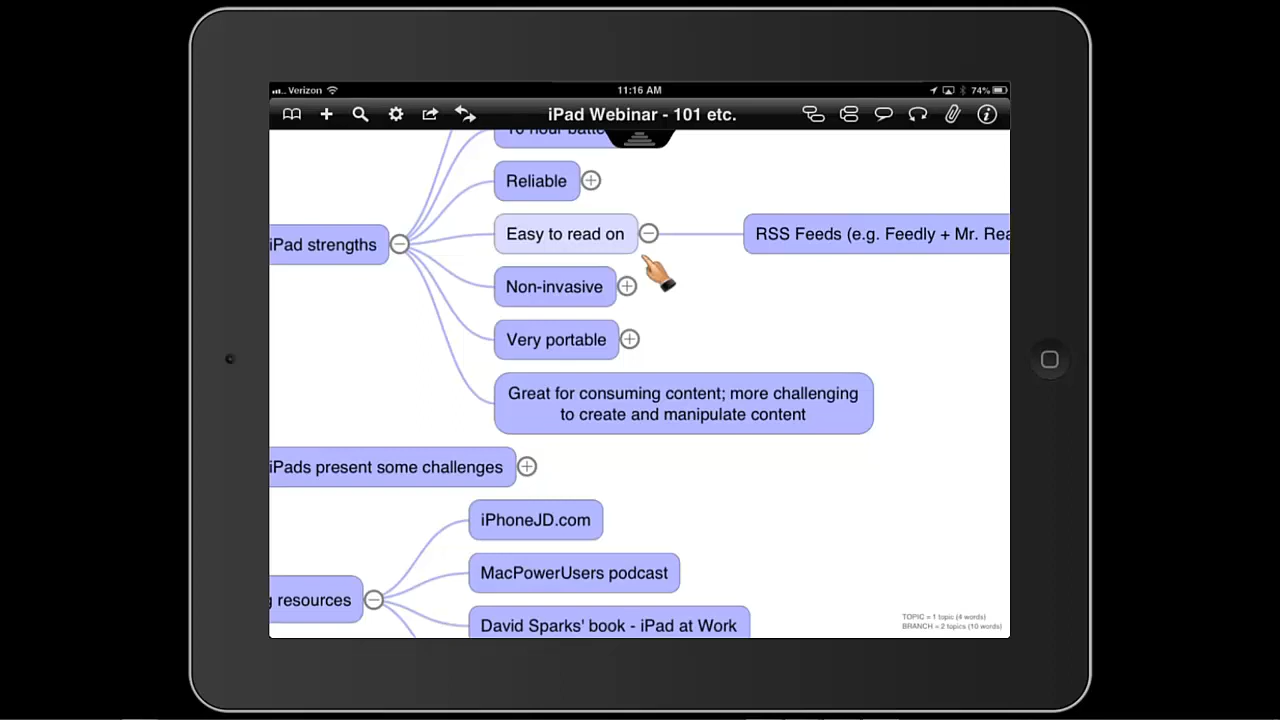 Verizon
11:16 AM
74%
iPad Webinar - 101 etc.
10 hour
Reliable
iPad strengths
Easy to read on
RSS Feeds (e.g. Feedly + Mr.
Non-invasive
Very portable
Great for consuming content; more challenging
to create and manipulate content
iPads present some challenges
iPhoneJD.com
MacPowerUsers podcast
resources
David Sparks' book - iPad at Work
TOPIC = 1 topic (4 words)
BRANCH = 2 topics (10 words)